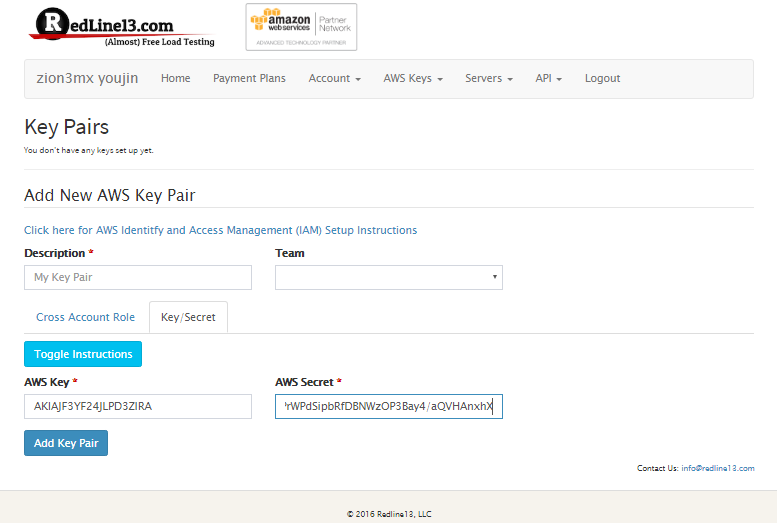 RedLine13.com
(Almost) Free Load Testing
amazon
web services
Partner
Network
ADVANCED TECHNOLOGY PARTNER
zion3mx youjin Home Payment Plans Account AWS Keys Servers API Logout
Key Pairs
You don't have any keys set up yet.
Add New AWS Key Pair
Click here for AWS Identitfy and Access Management (IAM) Setup Instructions
Description * Team
My Key Pair
Cross Account Role Key/Secret
Toggle Instructions
AWS Key * AWS Secret *
AKIAJF3YF24JLPD3ZIRA rWPdSipbRfDBNWzOP3Bay4/aQVHAnxhX
Add Key Pair
Contact Us: info@redline13.com
© 2016 Redline13, LLC